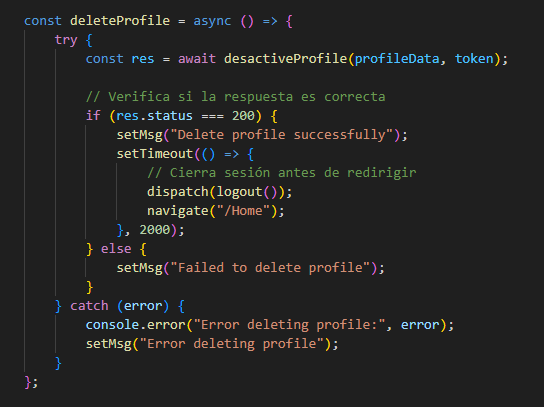 const deleteProfile = async () => {
    try {
        const res = await desactiveProfile(profileData, token);

        // Verifica si la respuesta es correcta
        if (res.status === 200) {
            setMsg("Delete profile successfully");
            setTimeout(() => {
                // Cierra sesión antes de redirigir
                dispatch(logout());
                navigate("/Home");
            }, 2000);
        } else {
            setMsg("Failed to delete profile");
        }
    } catch (error) {
        console.error("Error deleting profile:", error);
        setMsg("Error deleting profile");
    }
};